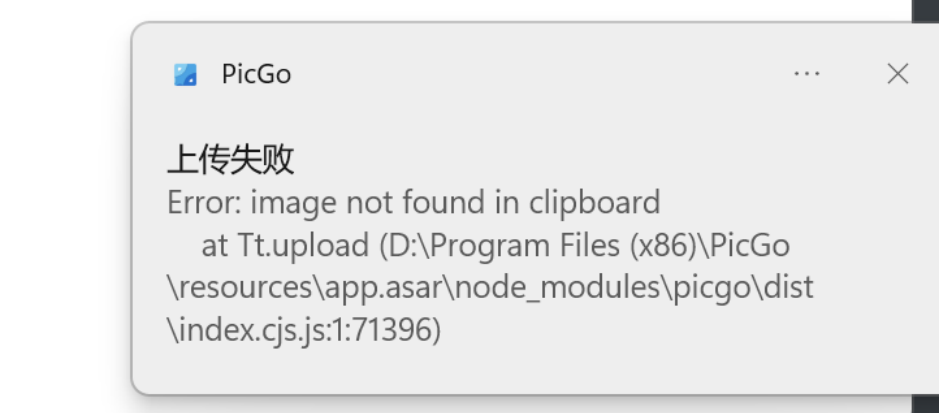 PicGo
上传失败
Error: image not found in clipboard
at Tt.upload (D:\Program Files (x86)\PicGo
\resources\app.asar\node_modules\picgo\dist
\index.cjs.js:1:71396)